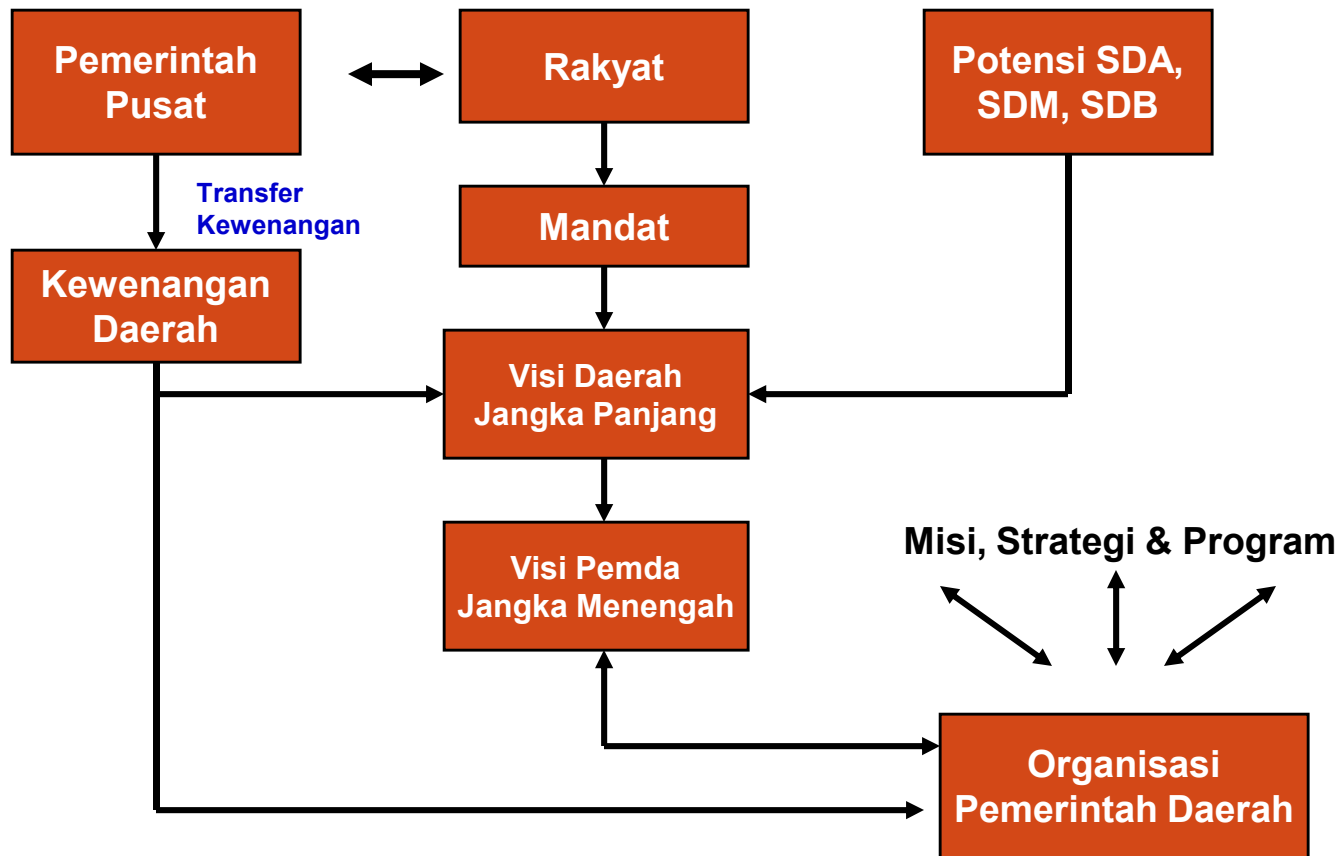 Pemerintah
Pusat
Rakyat
Potensi SDA,
SDM, SDB
Transfer
Kewenangan
Mandat
Kewenangan
Daerah
Visi Daerah
Jangka Panjang
Visi Pemda
Jangka Menengah
Misi, Strategi & Program
Organisasi
Pemerintah Daerah